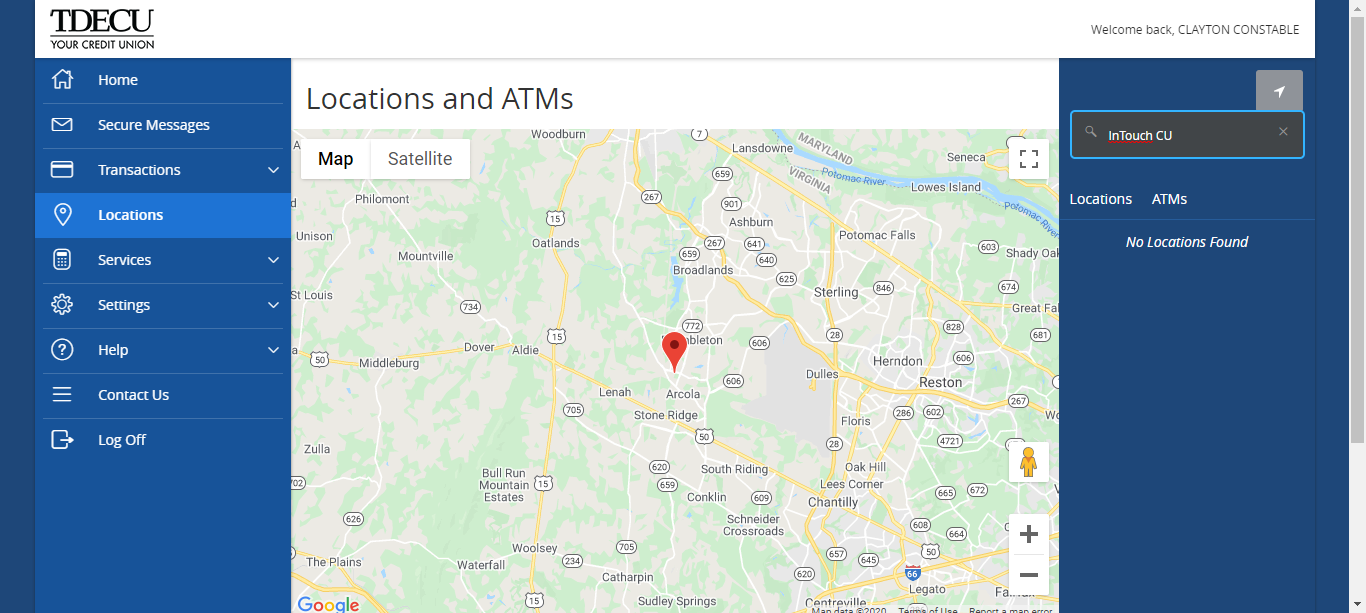 TDECU
YOUR CREDIT UNION
Welcome back, CLAYTON CONSTABLE
Home
Secure Messages
Transactions
Locations
Services
Settings
Help
Contact Us
Log Off
Locations and ATMs
Map
Satellite
InTouch CU
Locations
ATMs
No Locations Found
Woodburn
7
Lansdowne
MARYLAND
VIRGINIA
Potomac River
Seneca
Lowes Island
Potomac River
659
267
901
Philomont
15
Ashburn
Unison
Oatlands
267
641
Potomac Falls
603
Mountville
659
640
Broadlands
625
St Louis
Sterling
846
674
734
772
828
681
15
606
28
50
Dover
Aldie
Middleburg
Herndon
606
Dulles
Reston
606
Lenah
Arcola
267
705
Stone Ridge
286
602
Floris
50
28
4721
Zulla
Bull Run
Mountain
Estates
15
620
South Riding
Oak Hill
702
659
Lees Corner
Conklin
609
Chantilly
665
672
626
Schneider
Crossroads
608
664
Woolsey
705
657
645
50
The Plains
Waterfall
234
Catharpin
620
66
Legato
15
Sudley Springs
Centreville
Google
Map data ©2020
Terms of Use
Report a map error